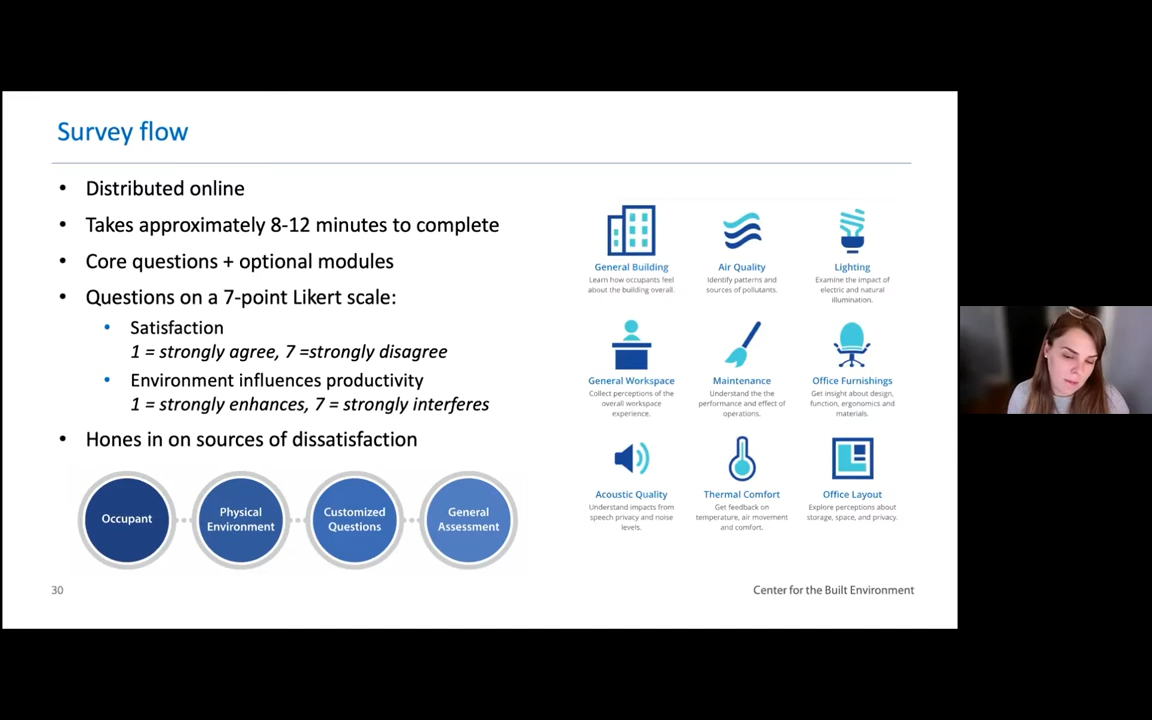 Survey flow
• Distributed online
• Takes approximately 8-12 minutes to complete
• Core questions + optional modules
• Questions on a 7-point Likert scale:
• Satisfaction
1 = strongly agree, 7 =strongly disagree
• Environment influences productivity
1 = strongly enhances, 7 = strongly interferes
• Hones in on sources of dissatisfaction
Occupant
Physical
Environment
Customized
Questions
General
Assessment
General Building
Learn how occupants feel
about the building overall.
Air Quality
Identify patterns and
sources of pollutants.
Lighting
Examine the impact of
electric and natural
illumination.
General Workspace
Collect perceptions of the
overall workspace
experience.
Maintenance
Understand the the
performance and effect of
operations.
Office Furnishings
Get insight about design,
function, ergonomics and
materials.
Acoustic Quality
Understand impacts from
speech privacy and noise
levels.
Thermal Comfort
Get feedback on
temperature, air movement
and comfort.
Office Layout
Explore perceptions about
storage, space, and privacy.
30
Center for the Built Environment